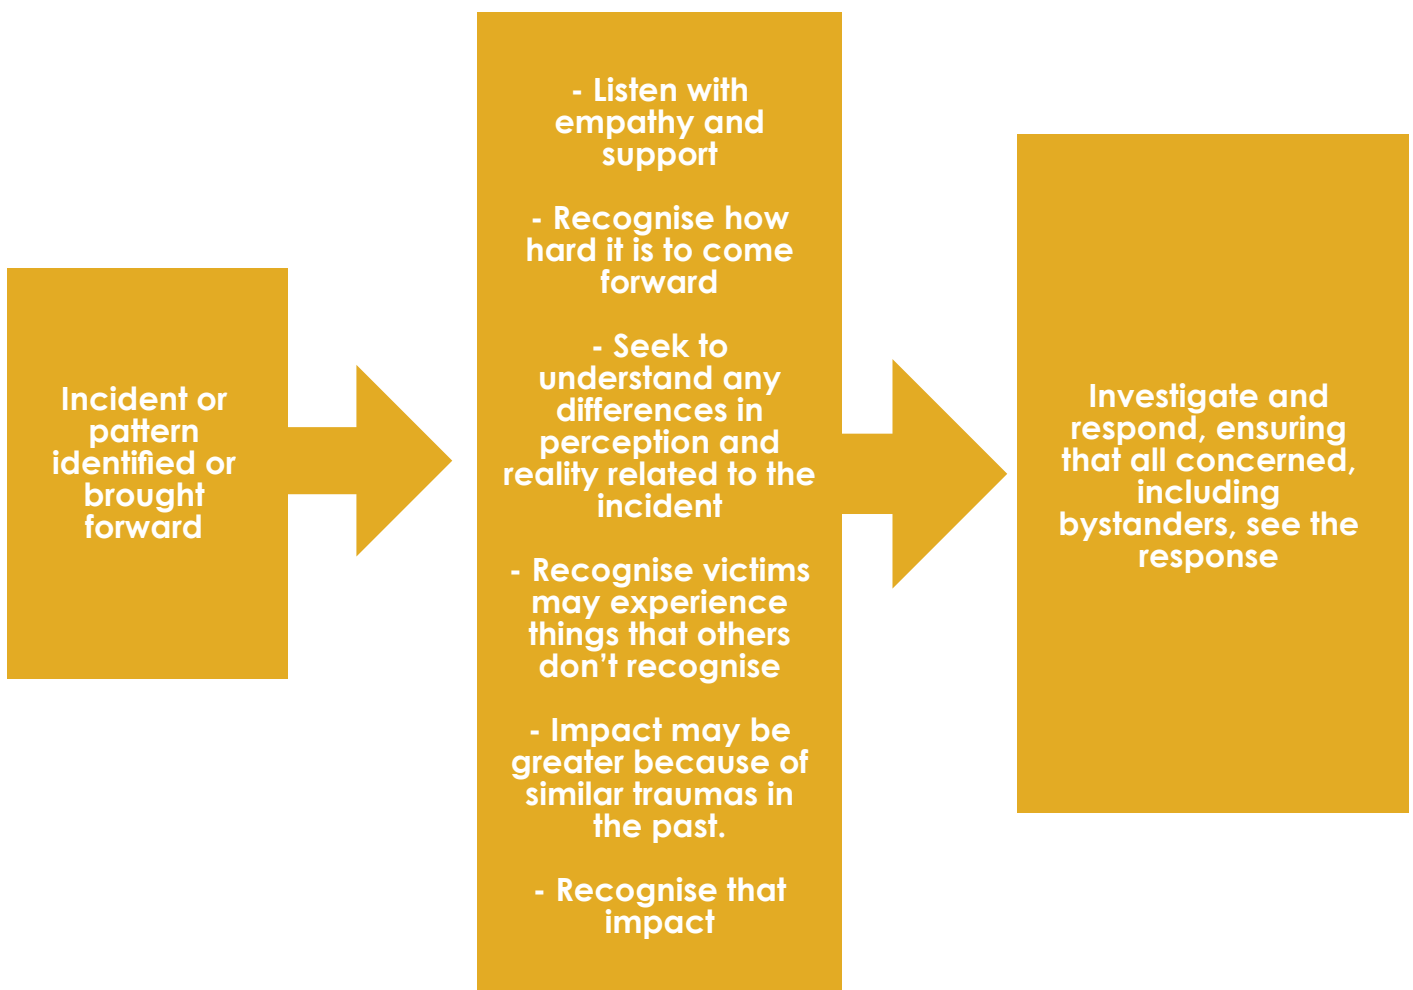 Incident or
pattern
identified or
brought
forward
- Listen with
empathy and
support
- Recognise how
hard it is to come
forward
- Seek to
understand any
differences in
perception and
reality related to the
incident
- Recognise victims
may experience
things that others
don’t recognise
- Impact may be
greater because of
similar traumas in
the past.
- Recognise that
impact
Investigate and
respond, ensuring
that all concerned,
including
bystanders, see the
response